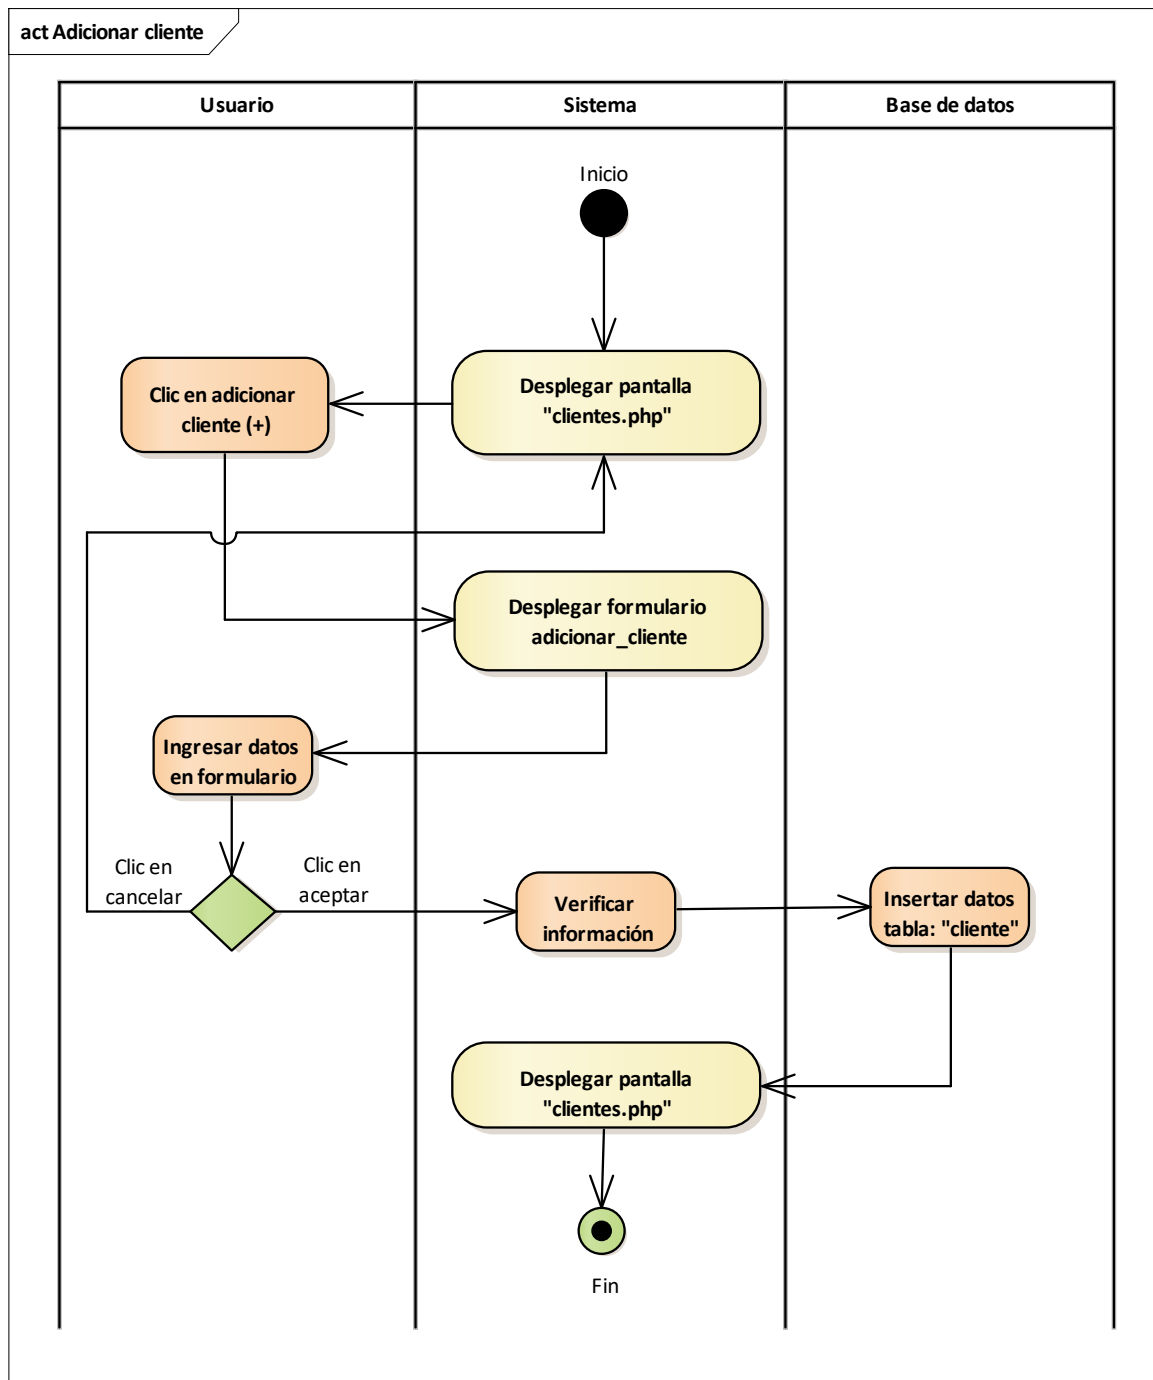 act Adicionar cliente
Usuario
Sistema
Base de datos
Inicio
Desplegar pantalla
"clientes.php"
Clic en adicionar
cliente (+)
Desplegar formulario
adicionar_cliente
Ingresar datos
en formulario
Clic en
cancelar
Clic en
aceptar
Verificar
información
Insertar datos
tabla: "cliente"
Desplegar pantalla
"clientes.php"
Fin